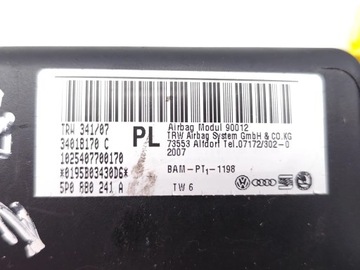 TRW 341/07
3401B170 C
1025407700170
*0195B03430D6*
5P0 880 241 A
PL
Airbag Modul 90012
TRW Airbag System GmbH & CO.KG
73553 Alfdorf Tel.07172/302-0
2007
BAM-PT1-1198
TW 6